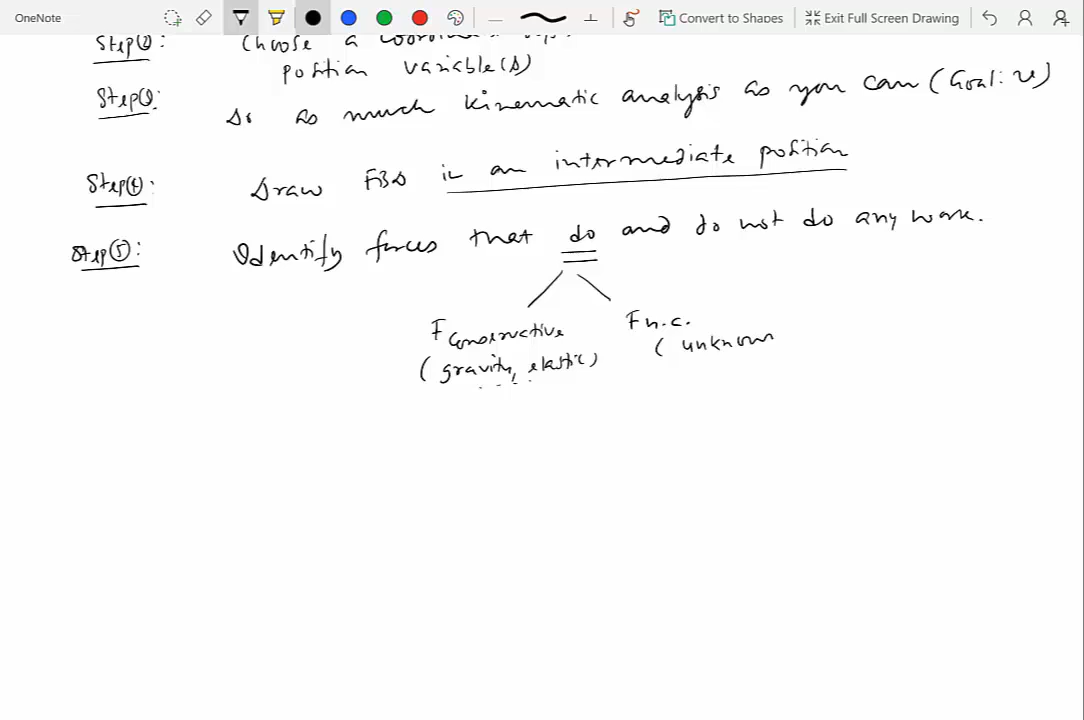 OneNote
Convert to Shapes
Exit Full Screen Drawing
Step②: Choose a
position variable(s)
Step③: Do as much kinematic analysis as you can (Goal: v)
Step④: Draw FBD in an intermediate position
Step⑤: Identify forces that do and do not do any work.
F conservative F n.c.
(gravity, elastic) (unknown